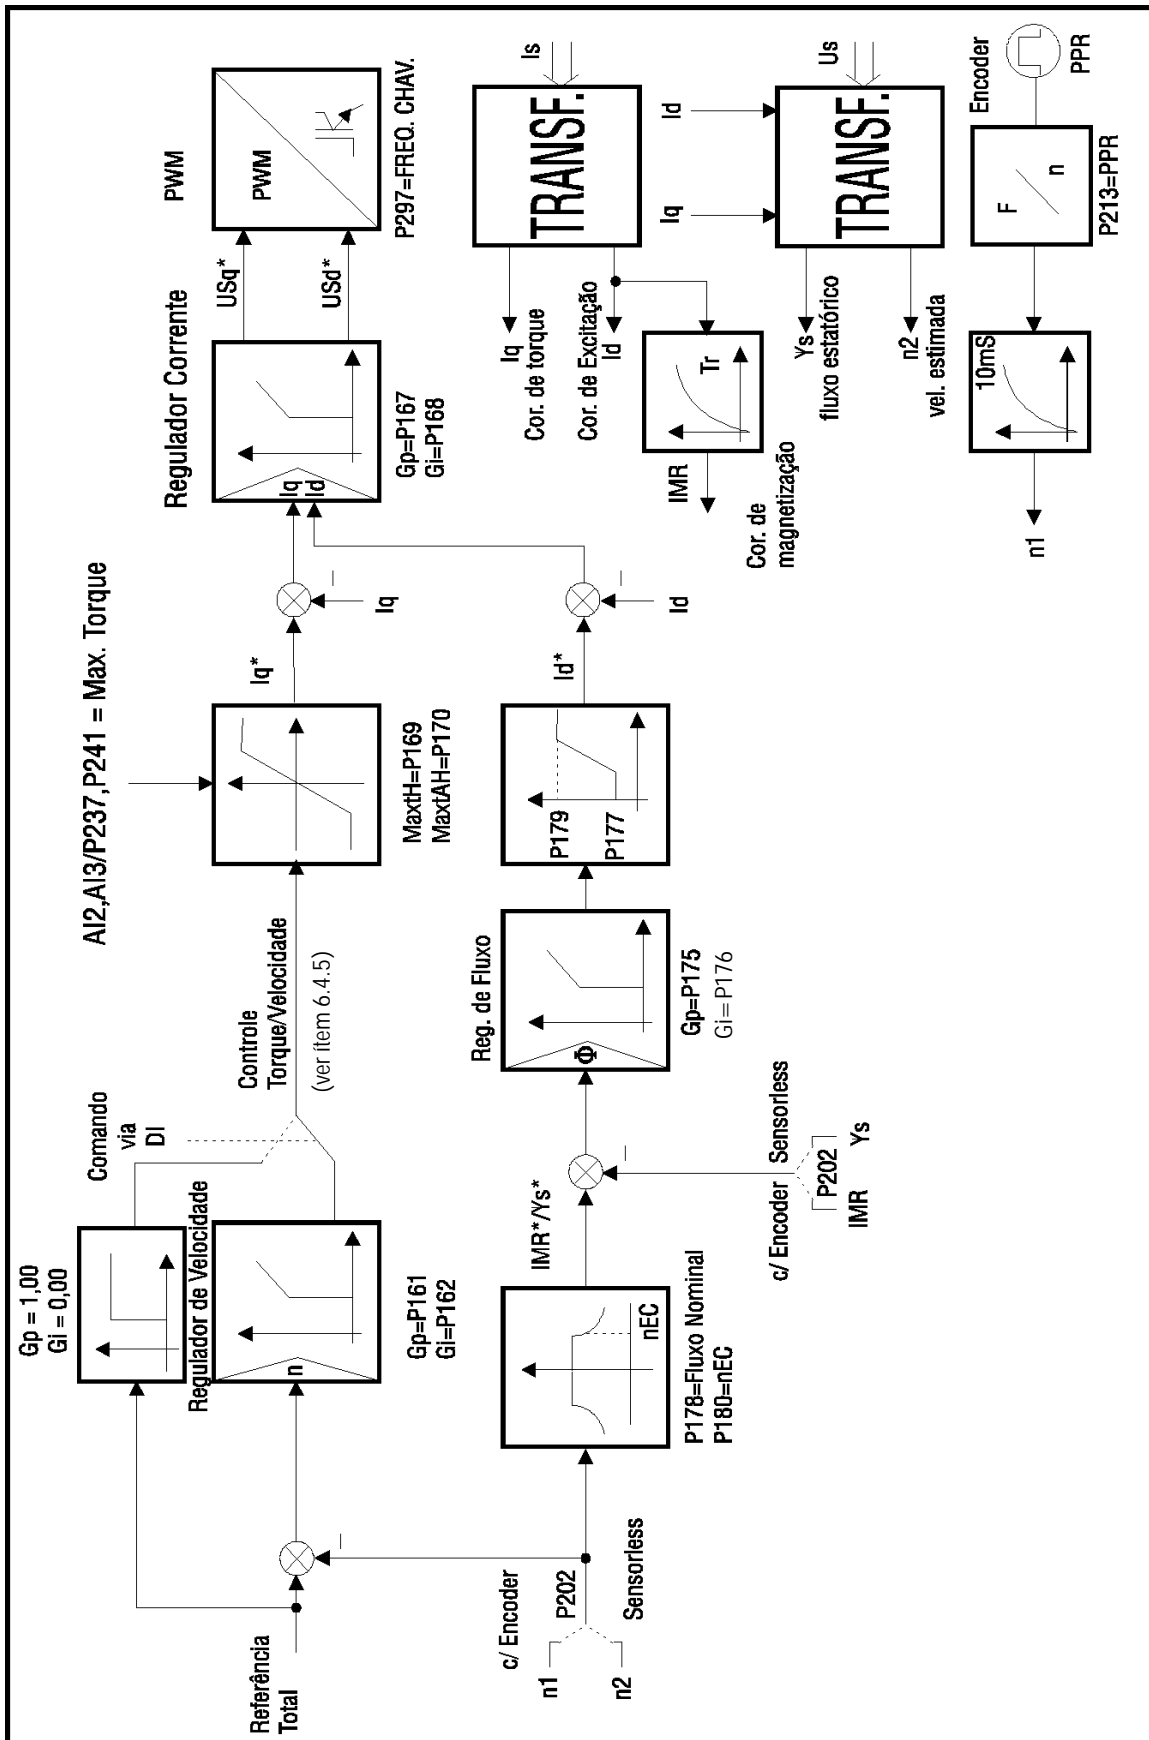 Referência
Total
Gp = 1,00
Gi = 0,00
Regulador de Velocidade
n
Gp=P161
Gi=P162
Comando
via
DI
Controle
Torque/Velocidade
(ver ítem 6.4.5)
AI2,AI3/P237,P241 = Max. Torque
MaxtH=P169
MaxtAH=P170
Iq*
Iq
Regulador Corrente
Iq
Id
Gp=P167
Gi=P168
USq*
USd*
PWM
PWM
P297=FREQ. CHAV.
c/ Encoder
n1
P202
n2
Sensorless
nEC
P178=Fluxo Nominal
P180=nEC
IMR*/Ys*
c/ Encoder
Sensorless
P202
IMR
Ys
Reg. de Fluxo
Φ
Gp=P175
Gi=P176
P179
P177
Id*
Id
Is
TRANSF.
Iq
Cor. de torque
Cor. de Excitação
Id
Tr
IMR
Cor. de
magnetização
Us
Id
Iq
TRANSF.
Ys
fluxo estatórico
n2
vel. estimada
Encoder
PPR
F
n
P213=PPR
10mS
n1